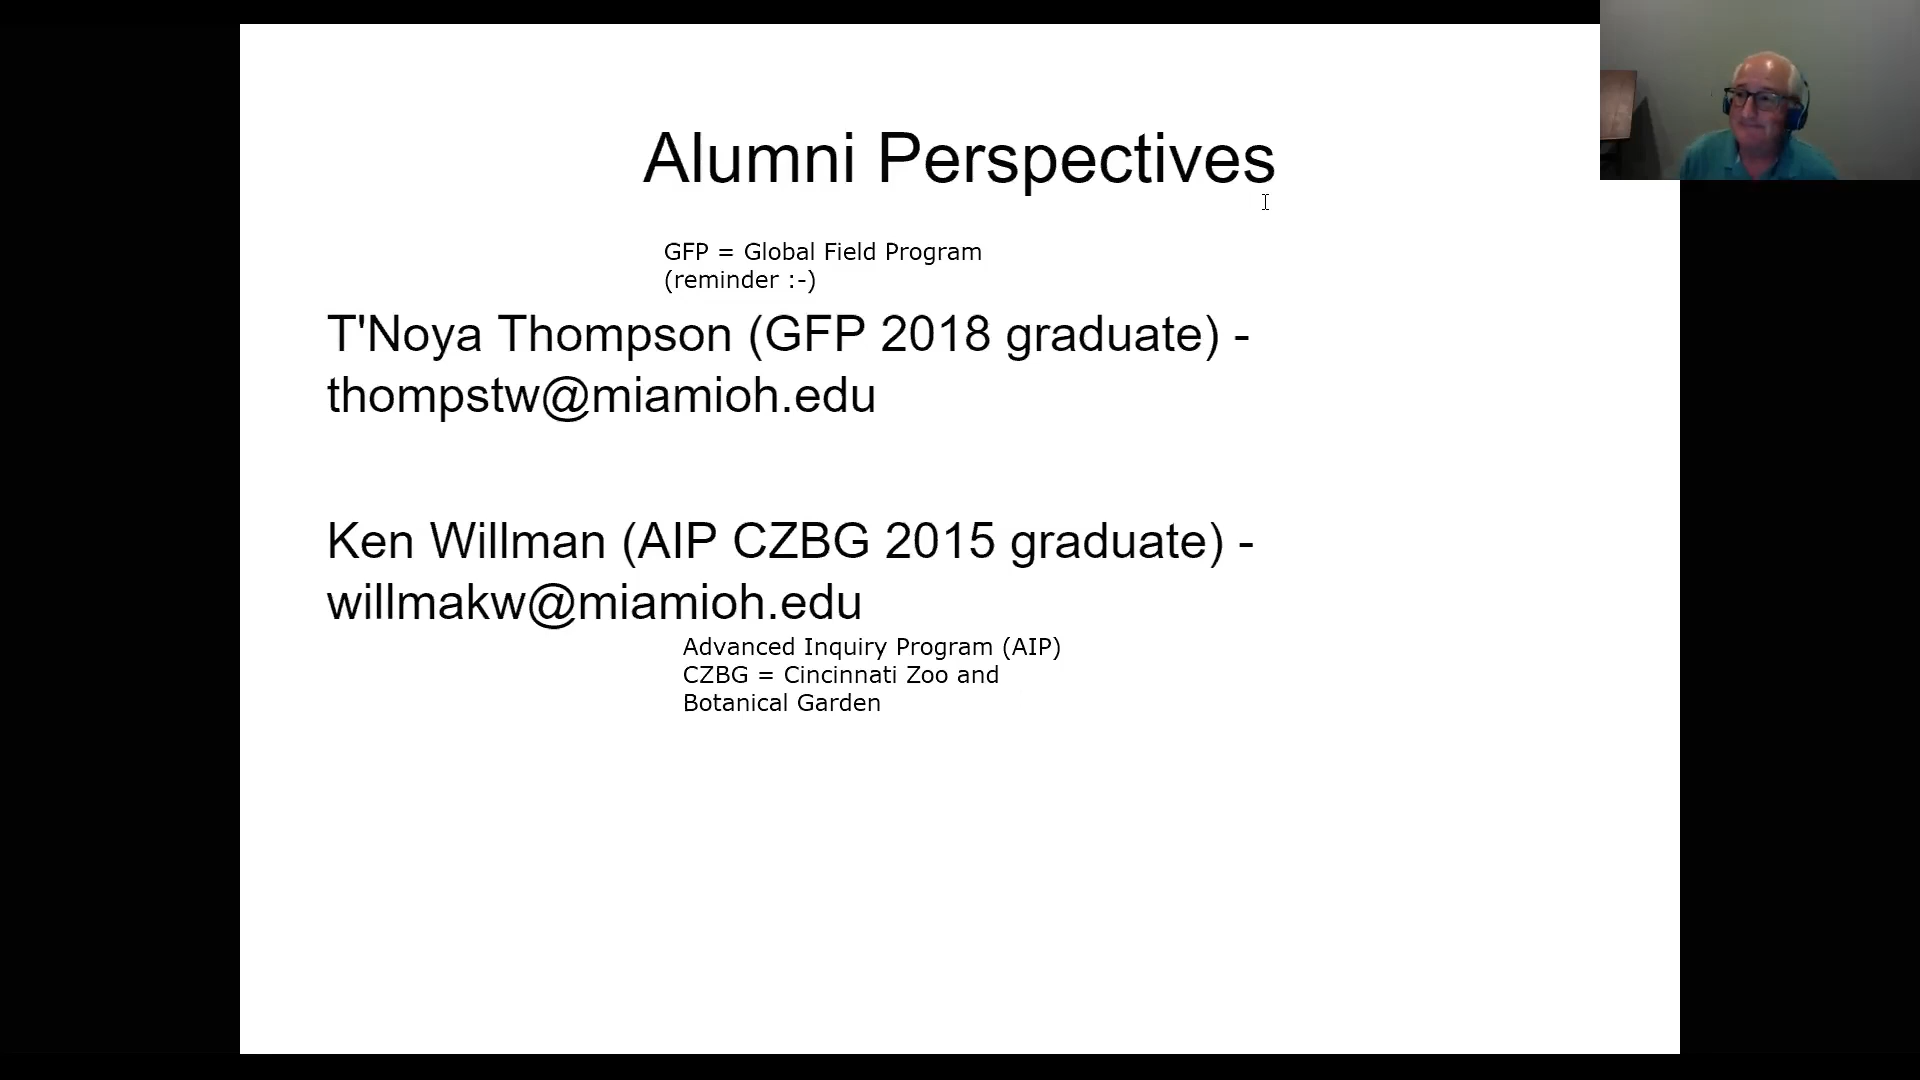 Alumni Perspectives
GFP = Global Field Program
(reminder :-)
T'Noya Thompson (GFP 2018 graduate) -
thompstw@miamioh.edu
Ken Willman (AIP CZBG 2015 graduate) -
willmakw@miamioh.edu
Advanced Inquiry Program (AIP)
CZBG = Cincinnati Zoo and
Botanical Garden